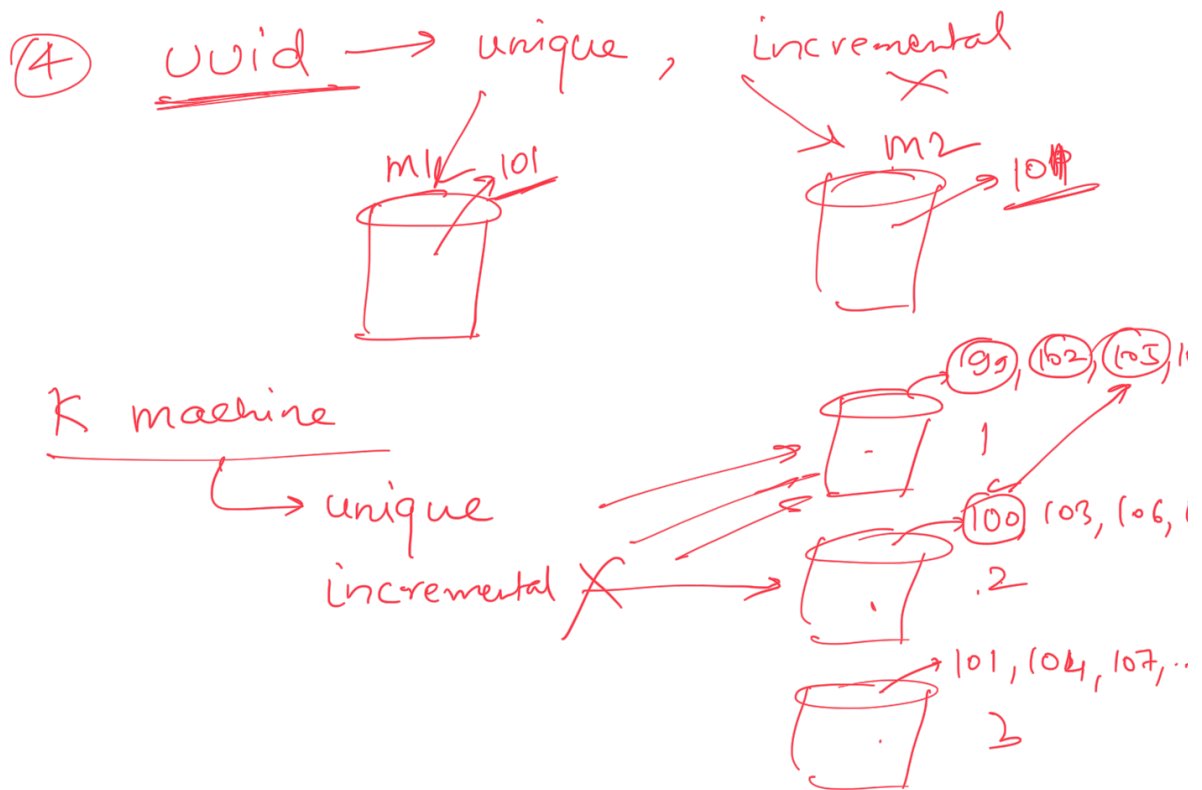 ④ UUid → unique, incremental X
m1 101
m2
K machine
199, 102, 105,
1
unique
100 103, 106,
incremental X
.2
101, 104, 107, ..
3